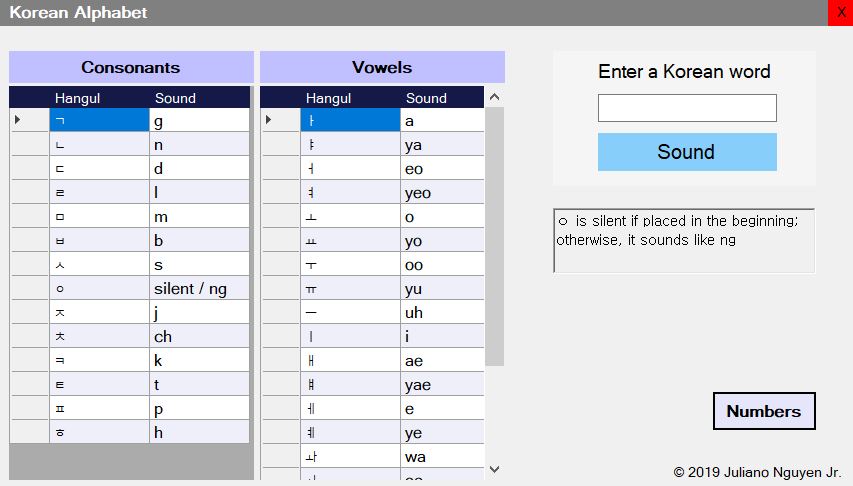 Korean Alphabet X
Consonants
Hangul Sound
ㄱ g
ㄴ n
ㄷ d
ㄹ l
ㅁ m
ㅂ b
ㅅ s
ㅇ silent / ng
ㅈ j
ㅊ ch
ㅋ k
ㅌ t
ㅍ p
ㅎ h
Vowels
Hangul Sound
ㅏ a
ㅑ ya
ㅓ eo
ㅕ yeo
ㅗ o
ㅛ yo
ㅜ oo
ㅠ yu
ㅡ uh
ㅣ i
ㅐ ae
ㅒ yae
ㅔ e
ㅖ ye
ㅘ wa
Enter a Korean word
Sound
ㅇ is silent if placed in the beginning;
otherwise, it sounds like ng
Numbers
© 2019 Juliano Nguyen Jr.